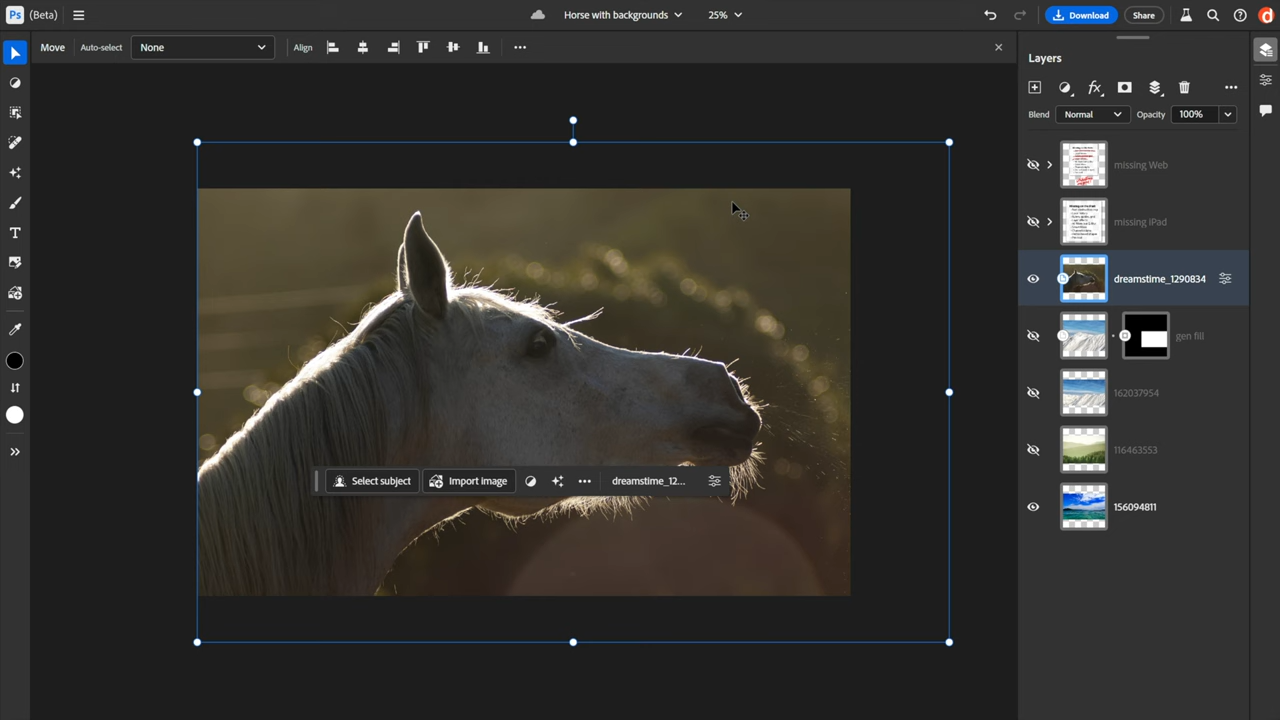 Ps (Beta) Horse with backgrounds 25% Download Share
Move Auto-select None Align
Layers
Blend Normal Opacity 100%
missing Web
missing iPad
dreamstime_1290834
gen fill
162037954
116463553
156094811
Select subject Import image dreamstime_12...